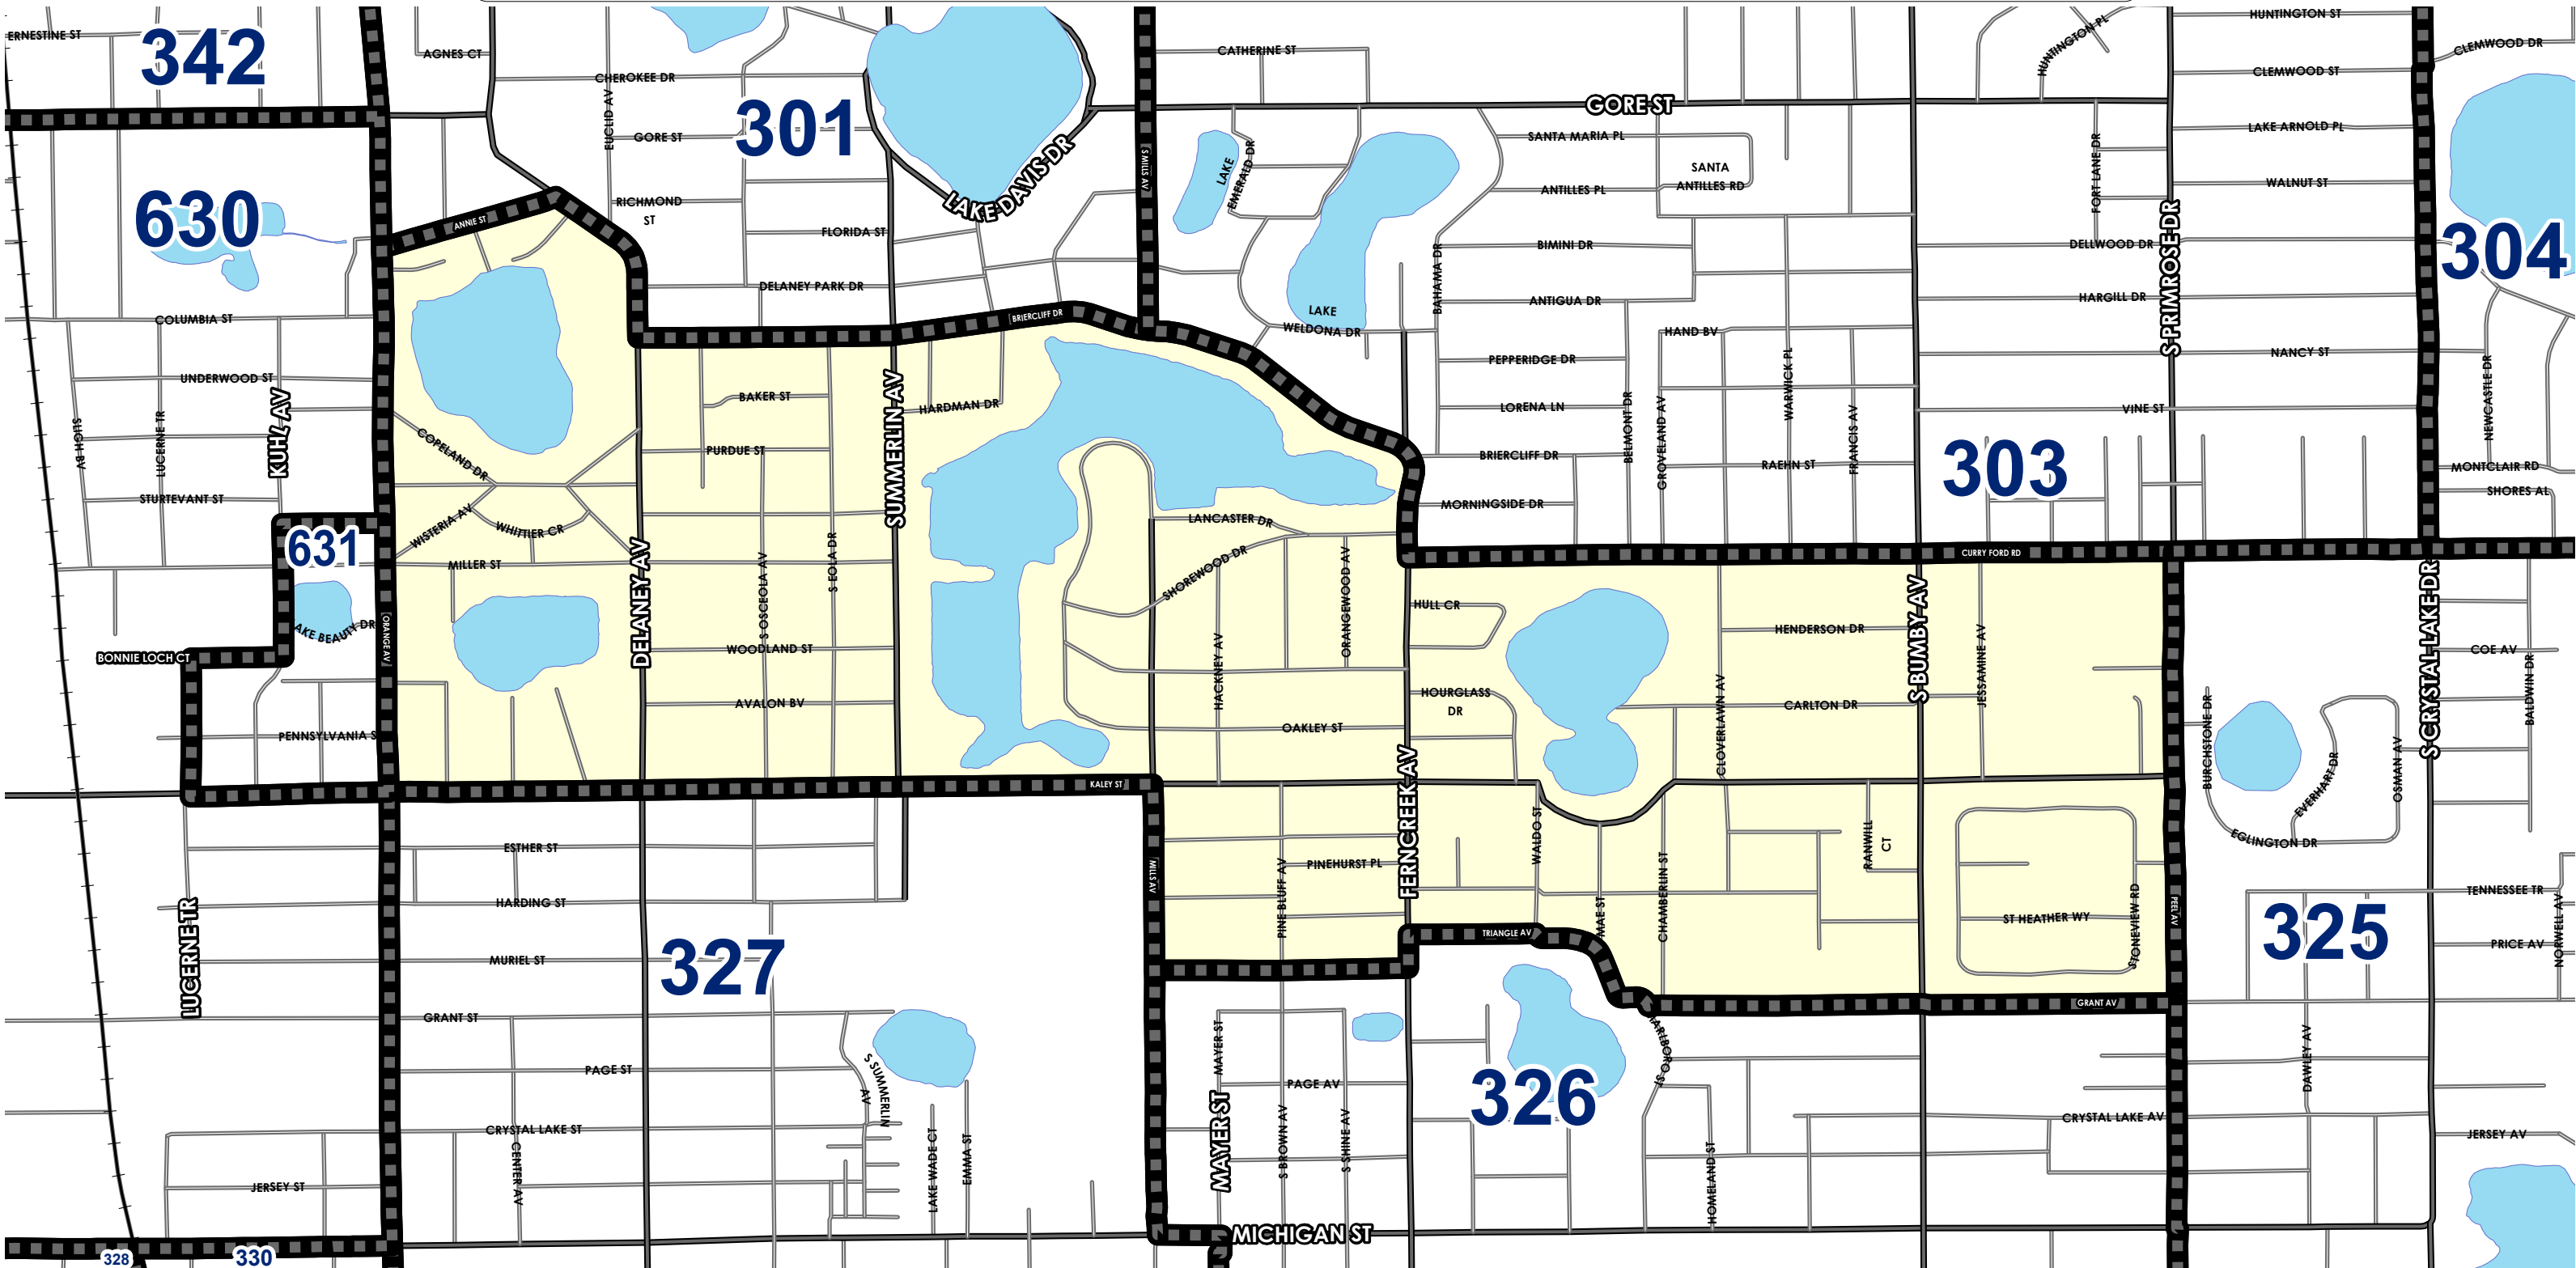 ERNESTINE ST
342
AGNES CT
CHEROKEE DR
EUCLID AV
301
GORE ST
RICHMOND
ST
FLORIDA ST
DELANEY PARK DR
LAKE DAVIS DR
S MILLS AV
CATHERINE ST
GORE ST
HUNTINGTON PL
HUNTINGTON ST
CLEMWOOD ST
CLEMWOOD DR
LAKE ARNOLD PL
WALNUT ST
SANTA MARIA PL
SANTA
ANTILLES RD
ANTILLES PL
LAKE
EMERALD DR
FORT LANE DR
S PRIMROSE DR
DELLWOOD DR
304
630
ANNIE ST
BRIERCLIFF DR
BIMINI DR
BAHAMA DR
ANTIGUA DR
HARGILL DR
LAKE
WELDONA DR
HAND BV
COLUMBIA ST
UNDERWOOD ST
KUHL AV
SLIGH BV
LUCERNE TR
STURTEVANT ST
COPELAND DR
WISTERIA AV
WHITTIER CR
MILLER ST
BAKER ST
PURDUE ST
HARDMAN DR
SUMMERLIN AV
PEPPERIDGE DR
LORENA LN
BRIERCLIFF DR
MORNINGSIDE DR
BELMONT DR
GROVELAND AV
WARWICK PL
FRANCIS AV
RAEHN ST
NANCY ST
VINE ST
303
NEWCASTLE DR
MONTCLAIR RD
SHORES AL
CURRY FORD RD
631
LANCASTER DR
SHOREWOOD DR
ORANGEWOOD AV
HACKNEY AV
DELANEY AV
S OSCEOLA AV
S EOLA DR
WOODLAND ST
AVALON BV
ORANGE AV
AKE BEAUTY DR
BONNIE LOCH CT
PENNSYLVANIA S
HULL CR
HOURGLASS
DR
OAKLEY ST
FERNCREEK AV
HENDERSON DR
S BUMBY AV
JESSAMINE AV
CARLTON DR
CLOVERLAWN AV
S CRYSTAL LAKE DR
COE AV
BALDWIN DR
BURCHSTONE DR
EVERHART DR
OSMAN AV
EGLINGTON DR
KALEY ST
MILLS AV
ESTHER ST
HARDING ST
LUCERNE TR
MURIEL ST
327
PINE BLUFF AV
PINEHURST PL
WALDO ST
MAE ST
CHAMBERLIN ST
RANWILL
CT
ST HEATHER WY
STONEVIEW RD
PEEL AV
TRIANGLE AV
GRANT AV
TENNESSEE TR
325
PRICE AV
NORWELL AV
GRANT ST
PAGE ST
S SUMMERLIN
AV
CRYSTAL LAKE ST
CENTER AV
LAKE WADE CT
EMMA ST
JERSEY ST
MAYER ST
MAYER ST
PAGE AV
S BROWN AV
S SHINE AV
326
ARLBORO ST
HOMELAND ST
CRYSTAL LAKE AV
DAWLEY AV
JERSEY AV
MICHIGAN ST
328
330